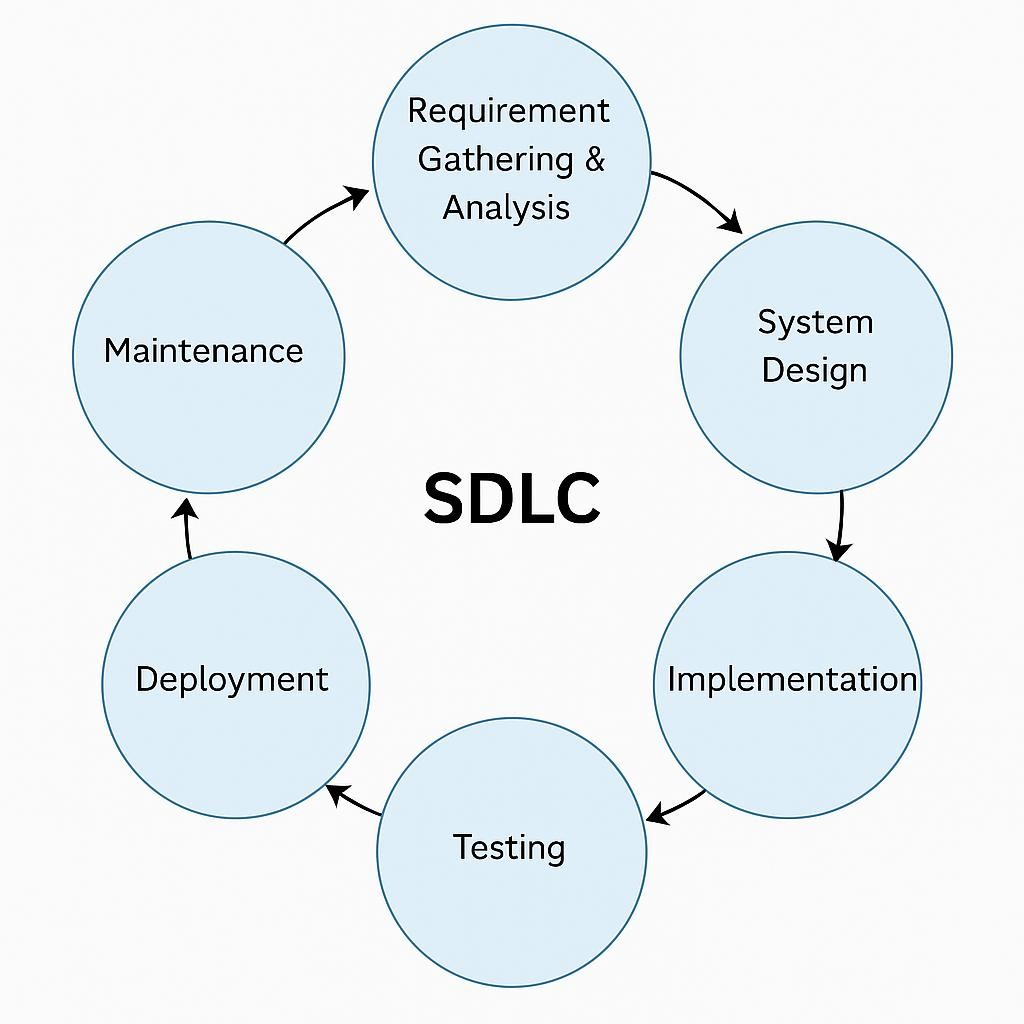 Requirement
Gathering &
Analysis
System
Design
Implementation
Testing
Deployment
Maintenance
SDLC